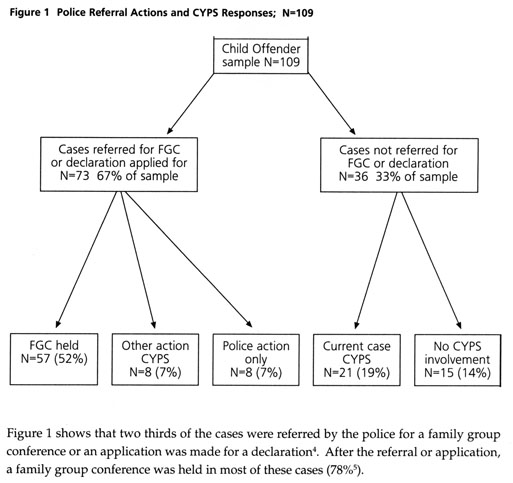 Figure 1 Police Referral Actions and CYPS Responses; N=109
Child Offender
sample N=109
Cases referred for FGC
or declaration applied for
N=73 67% of sample
Cases not referred for
FGC or declaration
N=36 33% of sample
FGC held
N=57 (52%)
Other action
CYPS
N=8 (7%)
Police action
only
N=8 (7%)
Current case
CYPS
N=21 (19%)
No CYPS
involvement
N=15 (14%)
Figure 1 shows that two thirds of the cases were referred by the police for a family group
conference or an application was made for a declaration⁴. After the referral or application,
a family group conference was held in most of these cases (78%⁵).